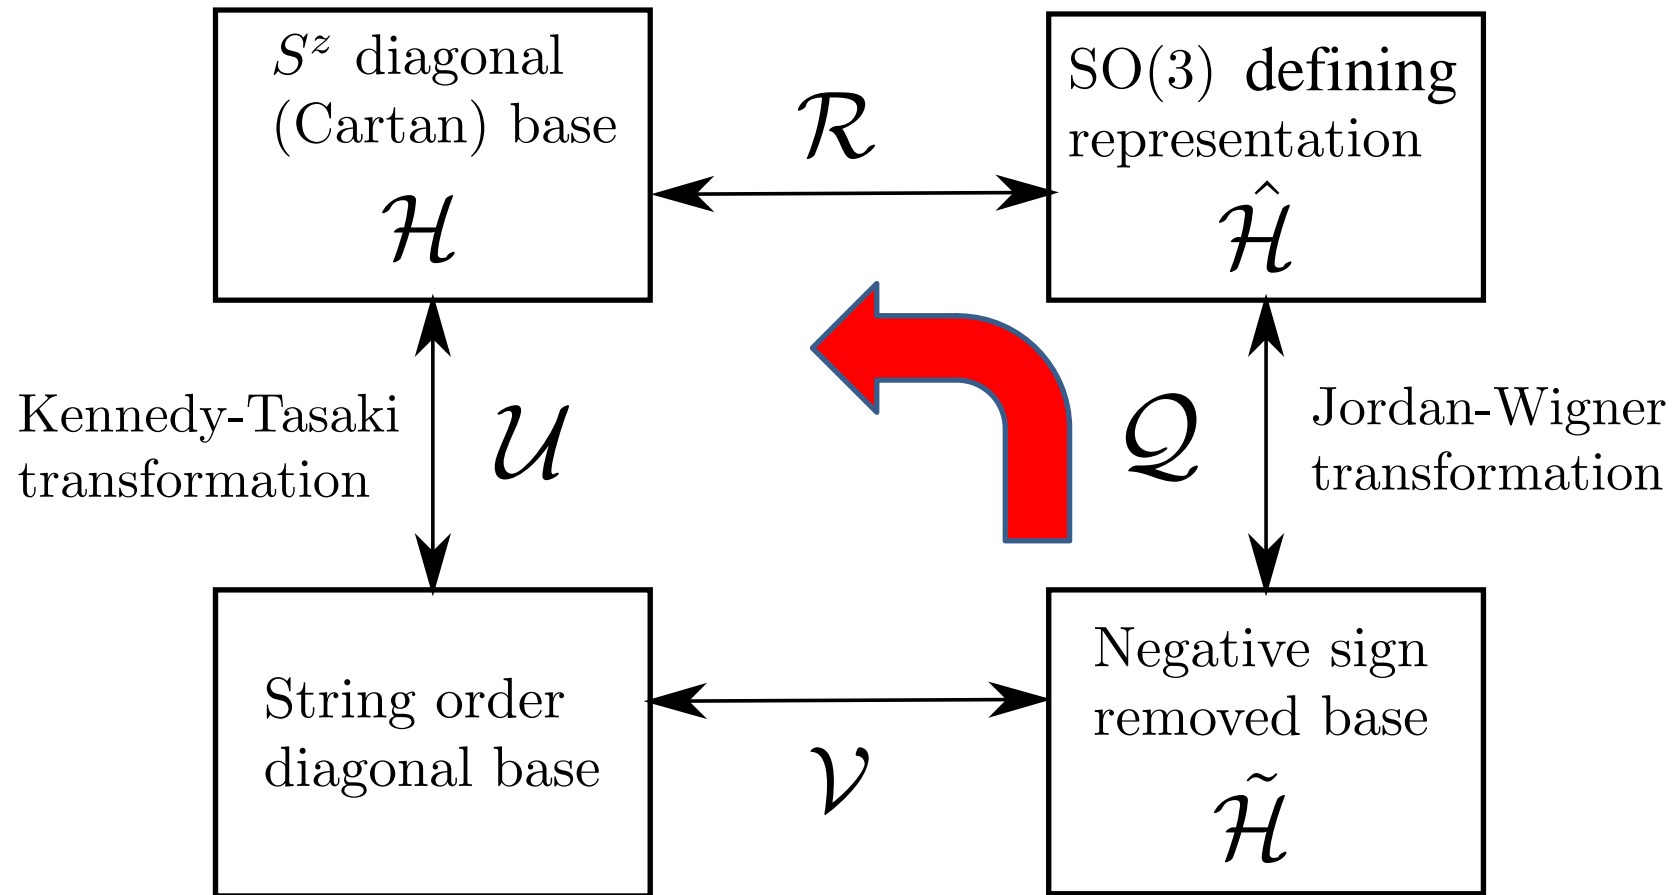 S^z diagonal
(Cartan) base
ℋ
ℛ
SO(3) defining
representation
ℋ̂
Kennedy-Tasaki
transformation
𝒰
𝒬
Jordan-Wigner
transformation
String order
diagonal base
𝒱
Negative sign
removed base
ℋ̃